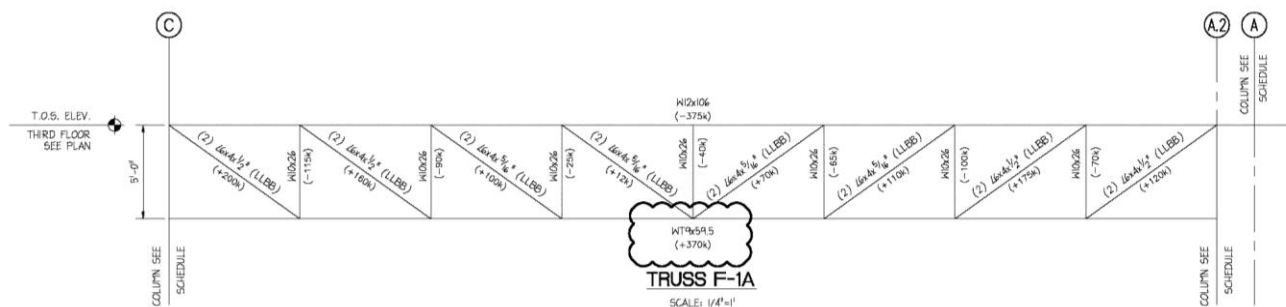 C
A.2
A
COLUMN SEE
SCHEDULE
COLUMN SEE
SCHEDULE
T.O.S. ELEV.
THIRD FLOOR
SEE PLAN
5'-0"
W12x106
(-375k)
(2) L6x4x1/2" (LLBB)
(+200k)
W10x26
(-115k)
(2) L6x4x1/2" (LLBB)
(+160k)
W10x26
(-90k)
(2) L6x4x5/16" (LLBB)
(+100k)
W10x26
(-25k)
(2) L6x4x5/16" (LLBB)
(+12k)
W10x26
(-40k)
(2) L6x4x5/16" (LLBB)
(+70k)
W10x26
(-65k)
(2) L6x4x5/16" (LLBB)
(+110k)
W10x26
(-100k)
(2) L6x4x1/2" (LLBB)
(+175k)
W10x26
(-70k)
(2) L6x4x1/2" (LLBB)
(+120k)
WT9x59.5
(+370k)
COLUMN SEE
SCHEDULE
COLUMN SEE
SCHEDULE
TRUSS F-1A
SCALE: 1/4"=1'